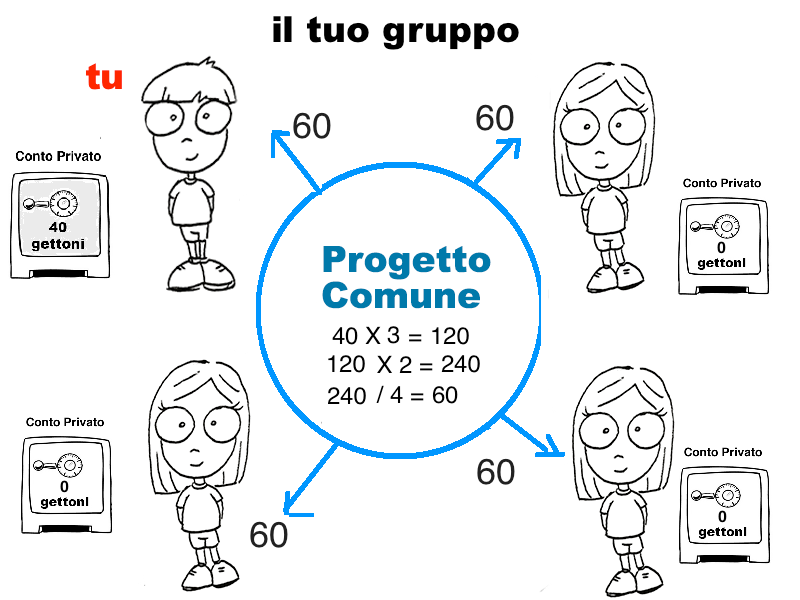 il tuo gruppo
tu
60
60
Conto Privato
40
gettoni
Conto Privato
0
gettoni
Progetto
Comune
40 X 3 = 120
120 X 2 = 240
240 / 4 = 60
Conto Privato
0
gettoni
60
60
Conto Privato
0
gettoni